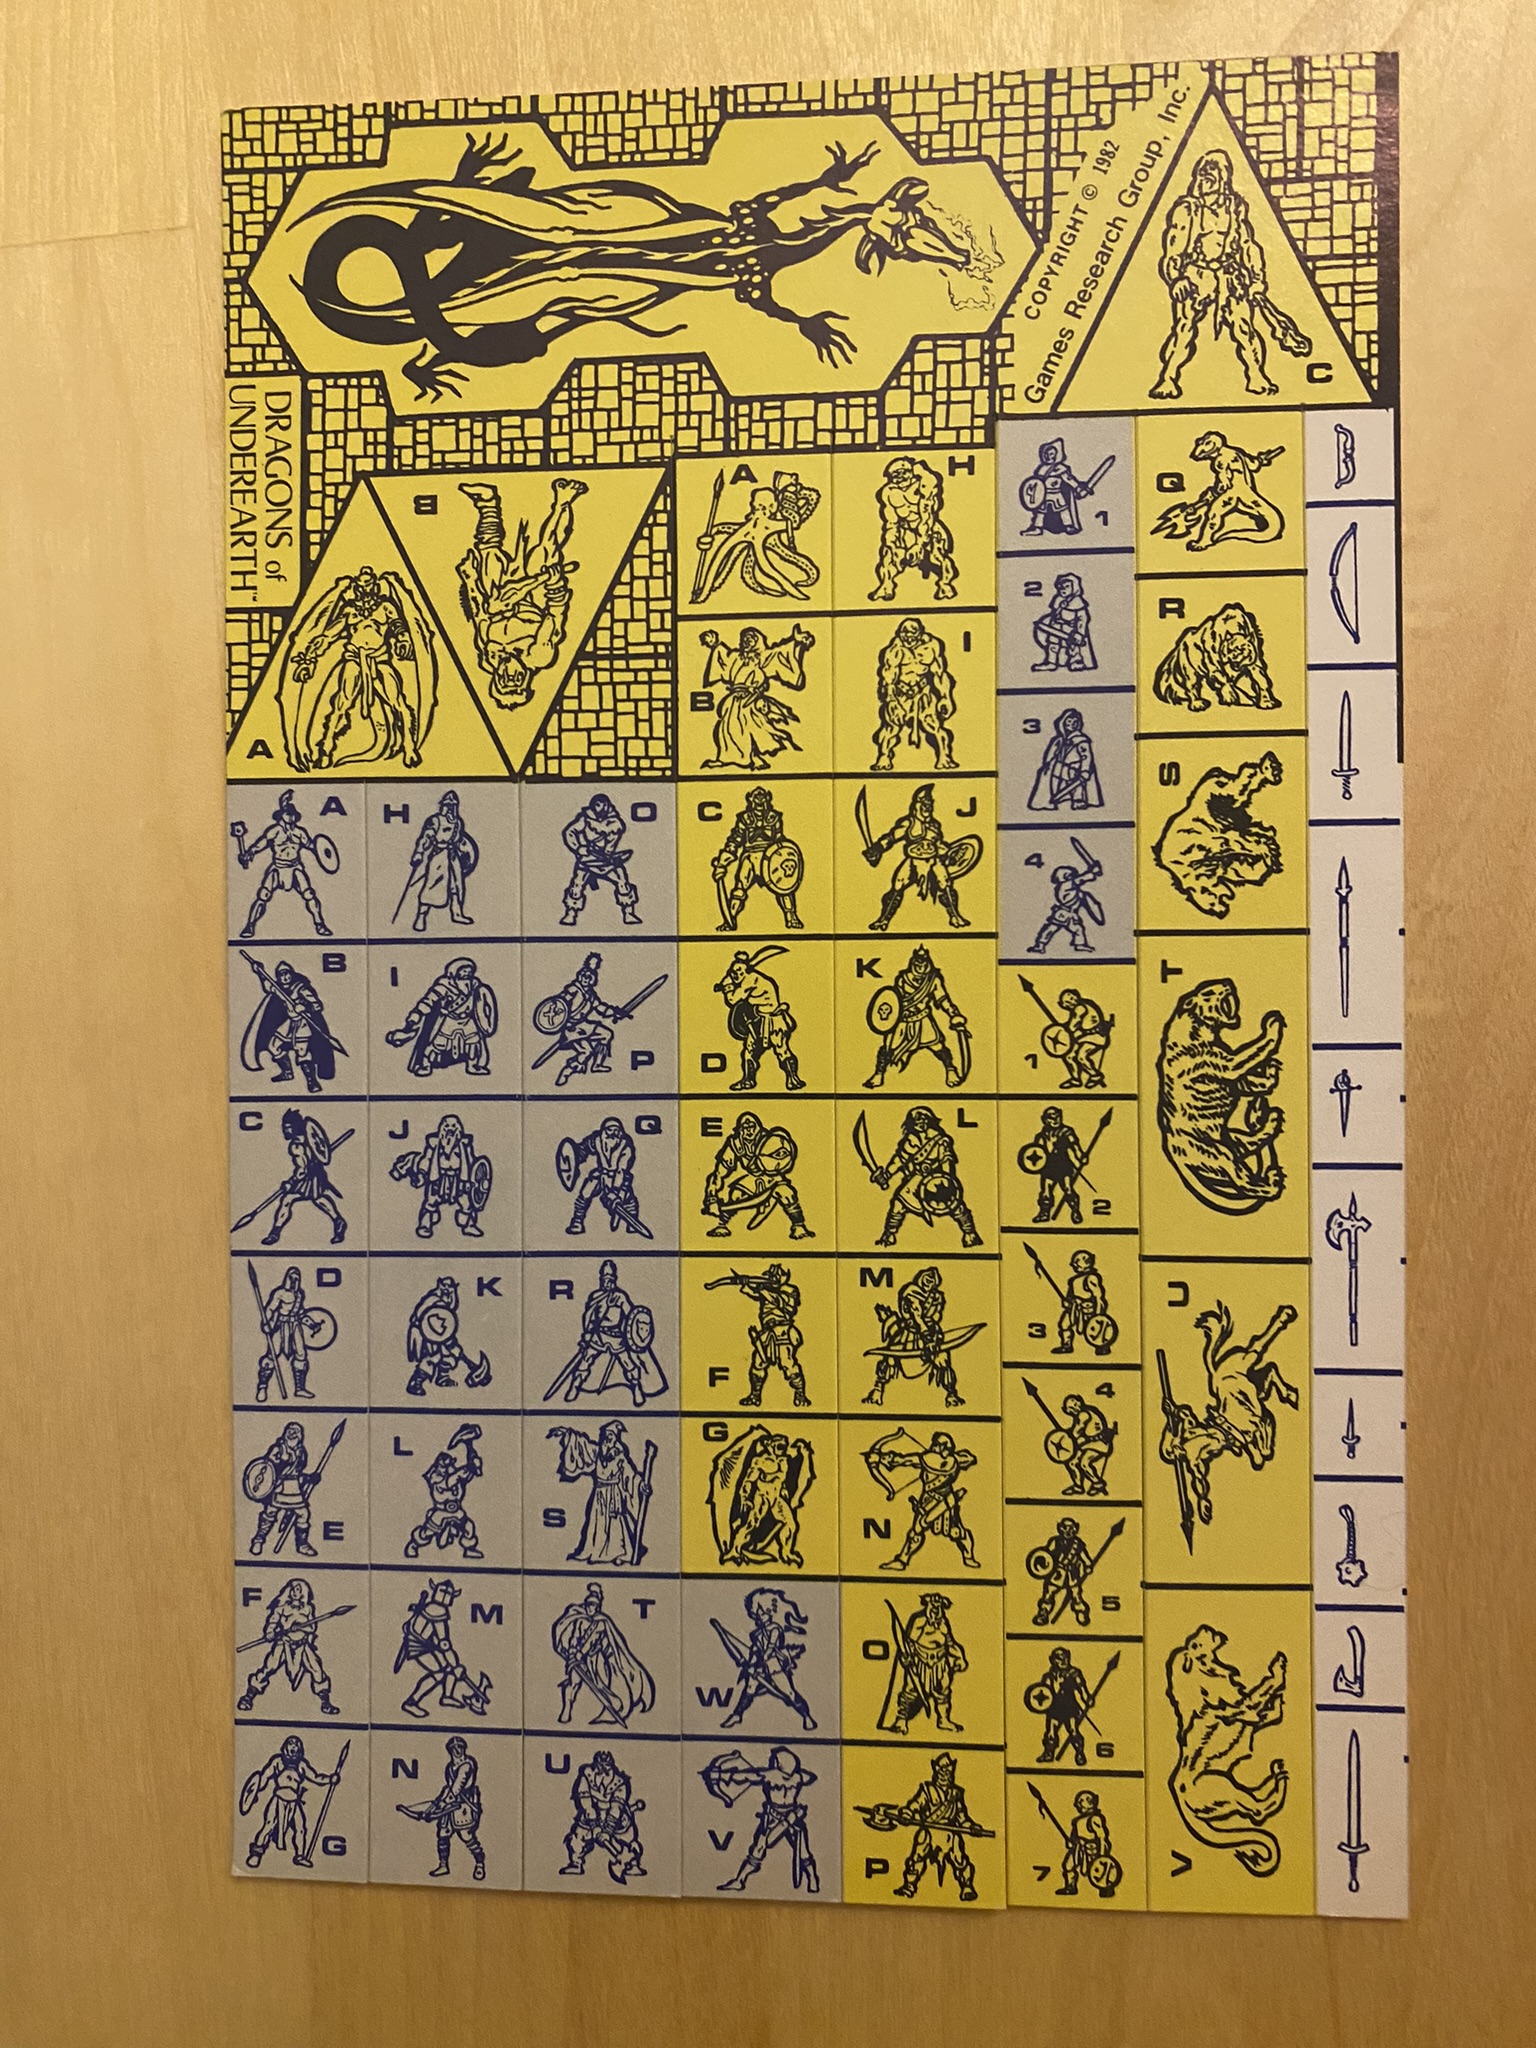 COPYRIGHT © 1982
Games Research Group, Inc.
C
DRAGONS of
UNDEREARTH™
A
B
A
H
B
I
C
J
D
K
E
L
F
M
G
N
O
P
1
2
3
4
1
2
3
4
5
6
7
Q
R
S
T
U
V
A
H
O
B
I
P
C
J
Q
D
K
R
E
L
S
F
M
T
W
G
N
U
V